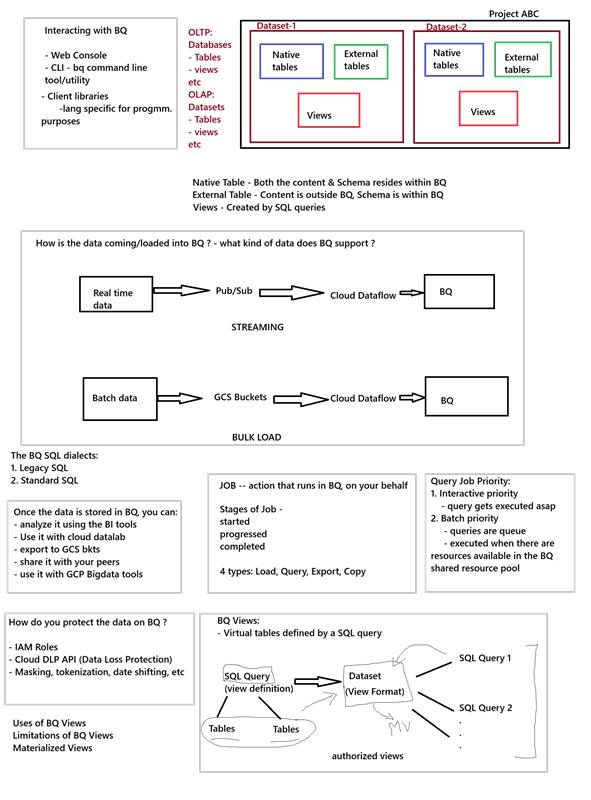 Interacting with BQ
- Web Console
- CLI - bq command line
tool/utility
- Client libraries
-lang specific for progmm.
purposes
OLTP:
Databases
- Tables
- views
etc
OLAP:
Datasets
- Tables
- views
etc
Project ABC
Dataset-1
Native
tables
External
tables
Views
Dataset-2
Native
tables
External
tables
Views
Native Table - Both the content & Schema resides within BQ
External Table - Content is outside BQ, Schema is within BQ
Views - Created by SQL queries
How is the data coming/loaded into BQ ? - what kind of data does BQ support ?
Real time
data
Pub/Sub
Cloud Dataflow
BQ
STREAMING
Batch data
GCS Buckets
Cloud Dataflow
BQ
BULK LOAD
The BQ SQL dialects:
1. Legacy SQL
2. Standard SQL
Once the data is stored in BQ, you can:
- analyze it using the BI tools
- Use it with cloud datalab
- export to GCS bkts
- share it with your peers
- use it with GCP Bigdata tools
JOB -- action that runs in BQ, on your behalf
Stages of Job -
started
progressed
completed
4 types: Load, Query, Export, Copy
Query Job Priority:
1. Interactive priority
- query gets executed asap
2. Batch priority
- queries are queue
- executed when there are
resources available in the BQ
shared resource pool
How do you protect the data on BQ ?
- IAM Roles
- Cloud DLP API (Data Loss Protection)
- Masking, tokenization, date shifting, etc
Uses of BQ Views
Limitations of BQ Views
Materialized Views
BQ Views:
- Virtual tables defined by a SQL query
SQL Query
(view definition)
Tables
Tables
Dataset
(View Format)
MV
SQL Query 1
SQL Query 2
.
.
.
authorized views